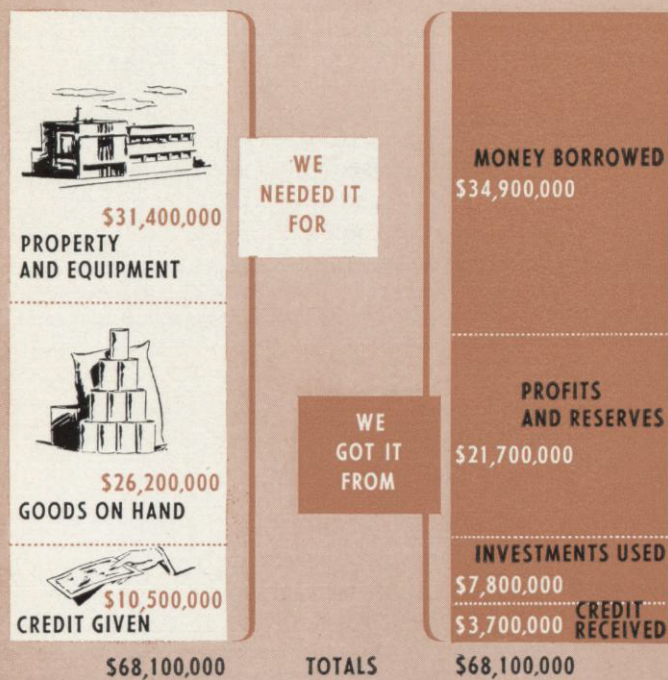 $31,400,000
PROPERTY
AND EQUIPMENT
$26,200,000
GOODS ON HAND
$10,500,000
CREDIT GIVEN
WE
NEEDED IT
FOR
WE
GOT IT
FROM
MONEY BORROWED
$34,900,000
PROFITS
AND RESERVES
$21,700,000
INVESTMENTS USED
$7,800,000
CREDIT
$3,700,000 RECEIVED
$68,100,000 TOTALS $68,100,000